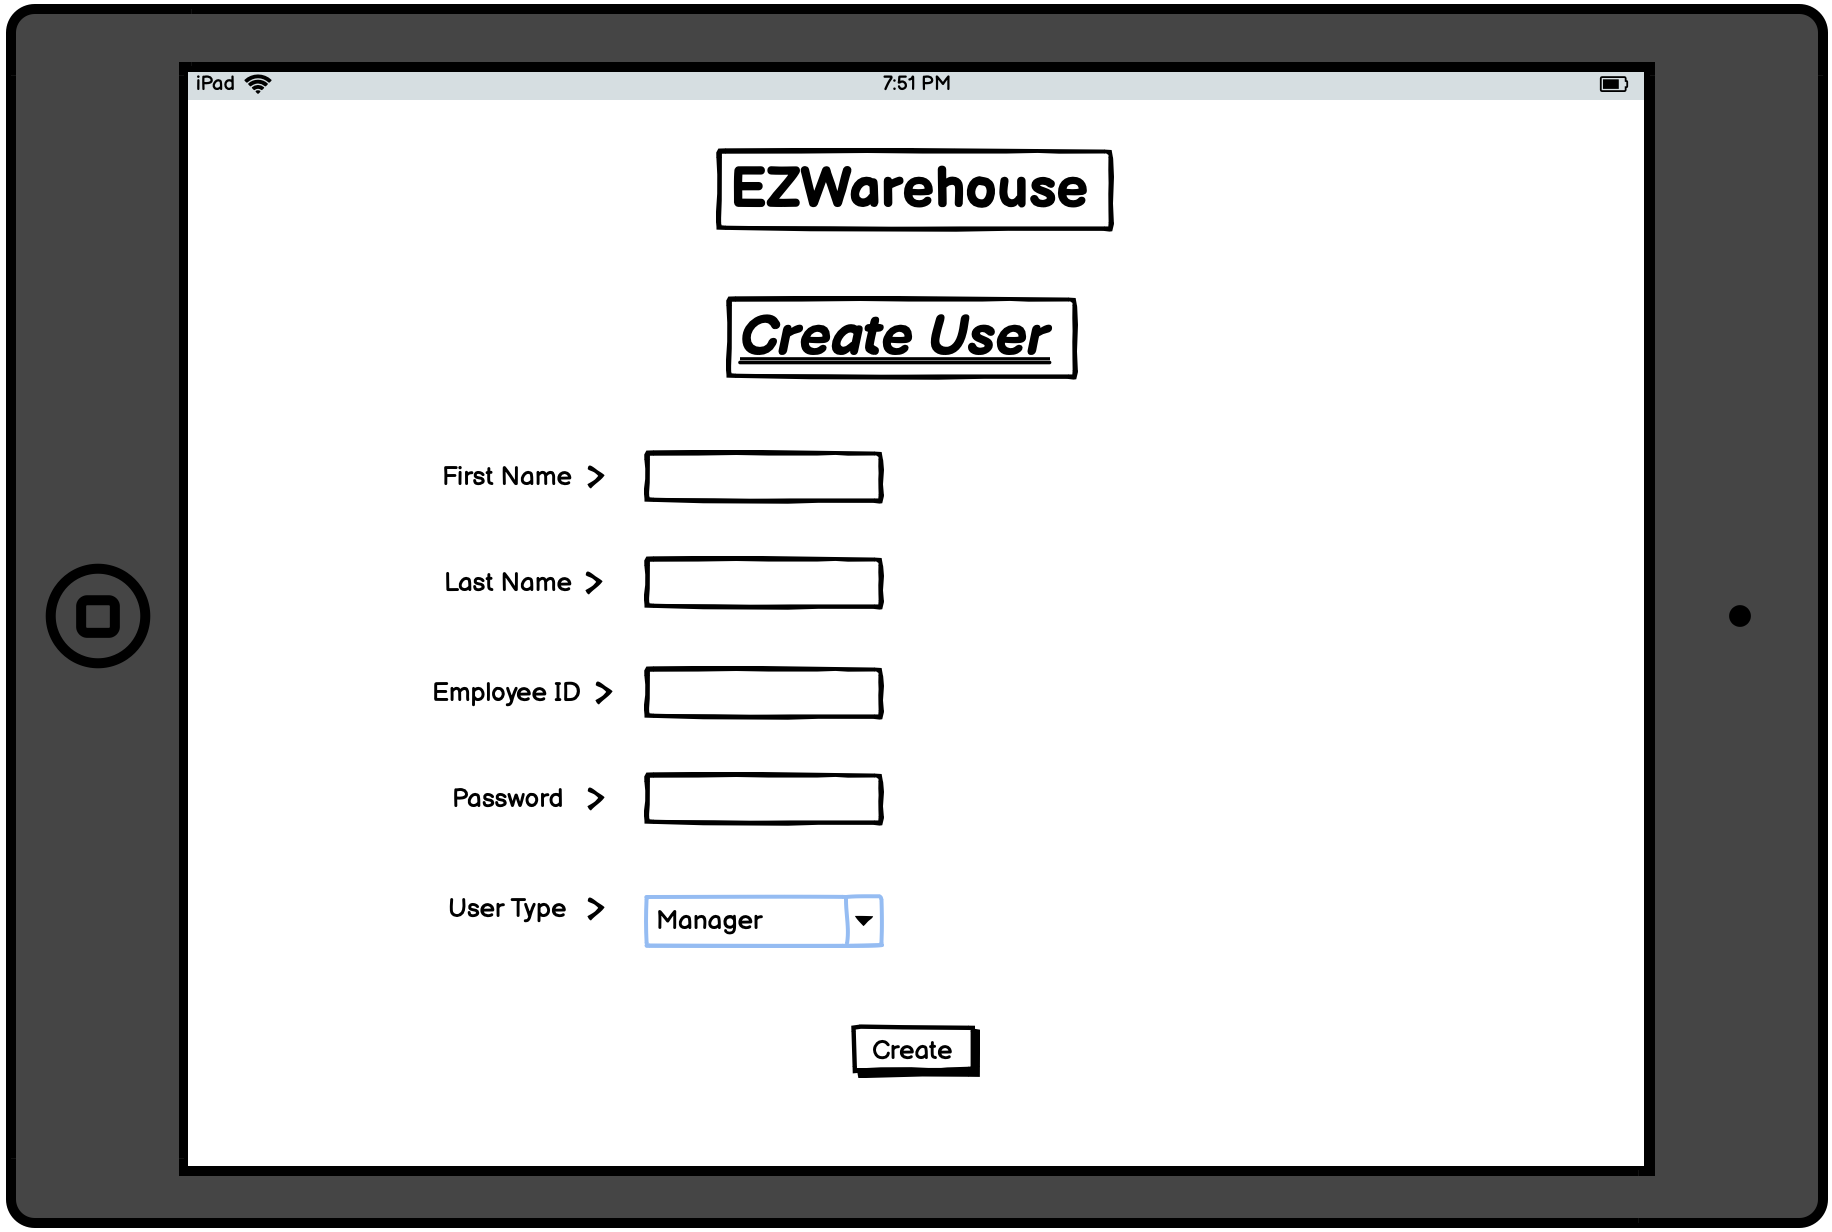 iPad 7:51 PM
EZWarehouse
Create User
First Name >
Last Name >
Employee ID >
Password >
User Type > Manager
Create